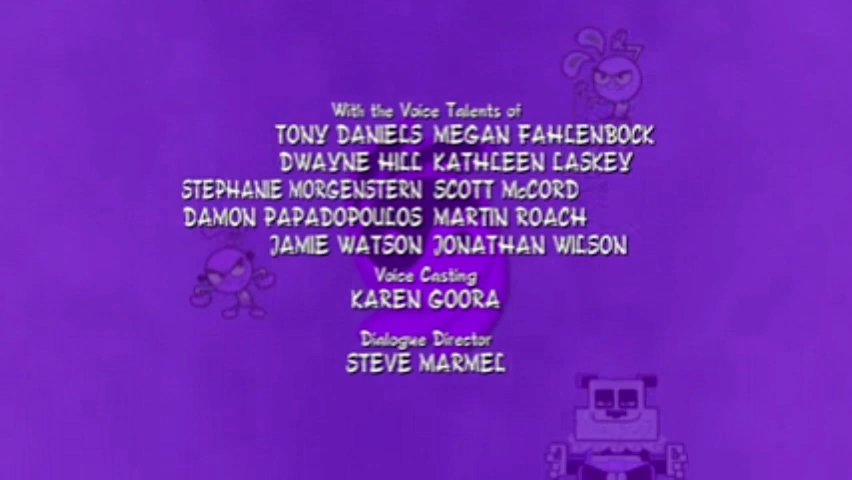 With the Voice Talents of
TONY DANIELS MEGAN FAHLENBOCK
DWAYNE HILL KATHLEEN LASKEY
STEPHANIE MORGENSTERN SCOTT McCORD
DAMON PAPADOPOULOS MARTIN ROACH
JAMIE WATSON JONATHAN WILSON
Voice Casting
KAREN GOORA
Dialogue Director
STEVE MARMEL